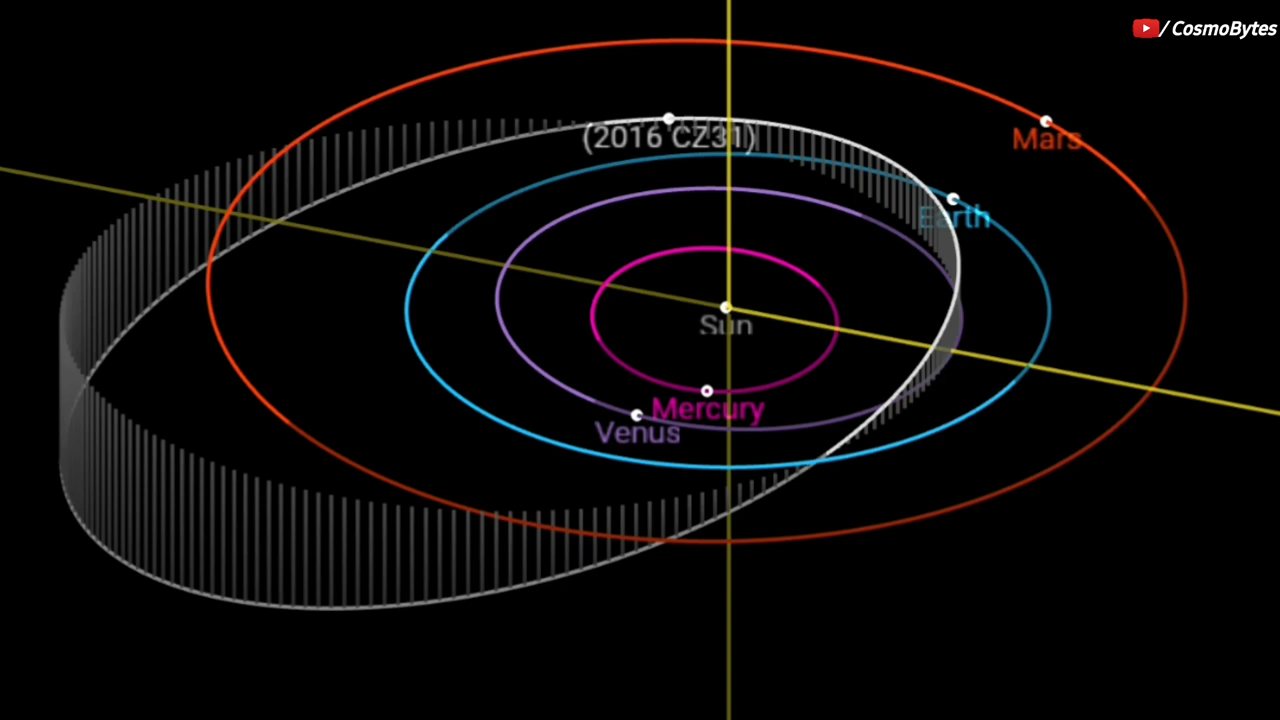 / CosmoBytes
(2016 CZ31)
Mars
Earth
Sun
Mercury
Venus